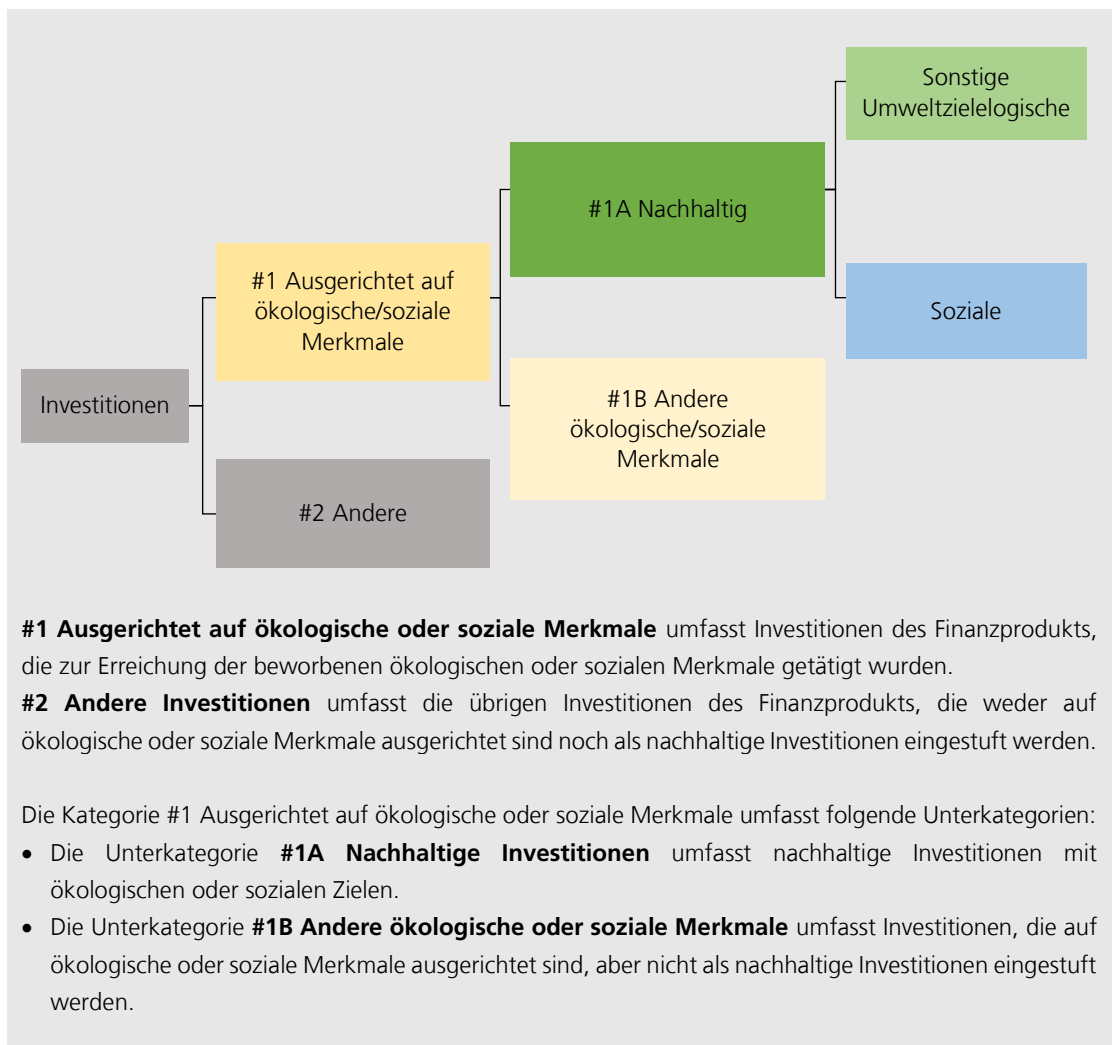 Sonstige
Umweltzielelogische
#1A Nachhaltig
#1 Ausgerichtet auf
ökologische/soziale
Merkmale
Soziale
Investitionen
#1B Andere
ökologische/soziale
Merkmale
#2 Andere
#1 Ausgerichtet auf ökologische oder soziale Merkmale umfasst Investitionen des Finanzprodukts,
die zur Erreichung der beworbenen ökologischen oder sozialen Merkmale getätigt wurden.
#2 Andere Investitionen umfasst die übrigen Investitionen des Finanzprodukts, die weder auf
ökologische oder soziale Merkmale ausgerichtet sind noch als nachhaltige Investitionen eingestuft werden.
Die Kategorie #1 Ausgerichtet auf ökologische oder soziale Merkmale umfasst folgende Unterkategorien:
• Die Unterkategorie #1A Nachhaltige Investitionen umfasst nachhaltige Investitionen mit
ökologischen oder sozialen Zielen.
• Die Unterkategorie #1B Andere ökologische oder soziale Merkmale umfasst Investitionen, die auf
ökologische oder soziale Merkmale ausgerichtet sind, aber nicht als nachhaltige Investitionen eingestuft
werden.